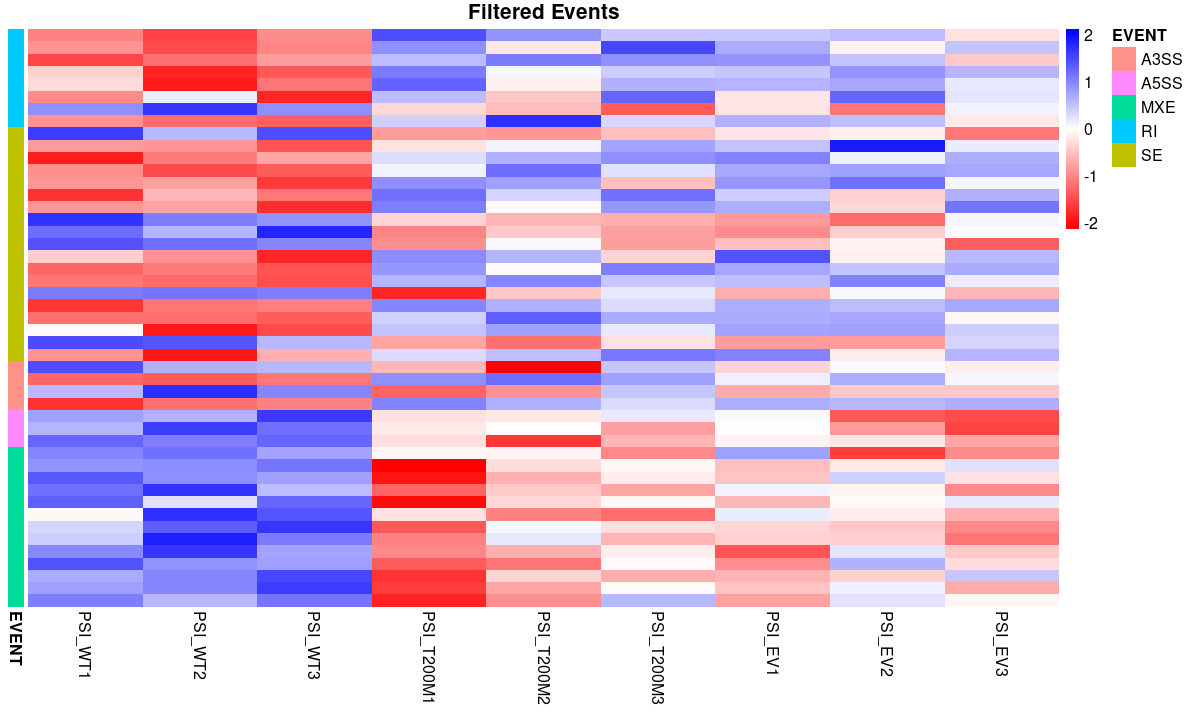 Filtered Events
2
1
0
-1
-2
EVENT
A3SS
A5SS
MXE
RI
SE
EVENT
PSI_WT1
PSI_WT2
PSI_WT3
PSI_T200M1
PSI_T200M2
PSI_T200M3
PSI_EV1
PSI_EV2
PSI_EV3